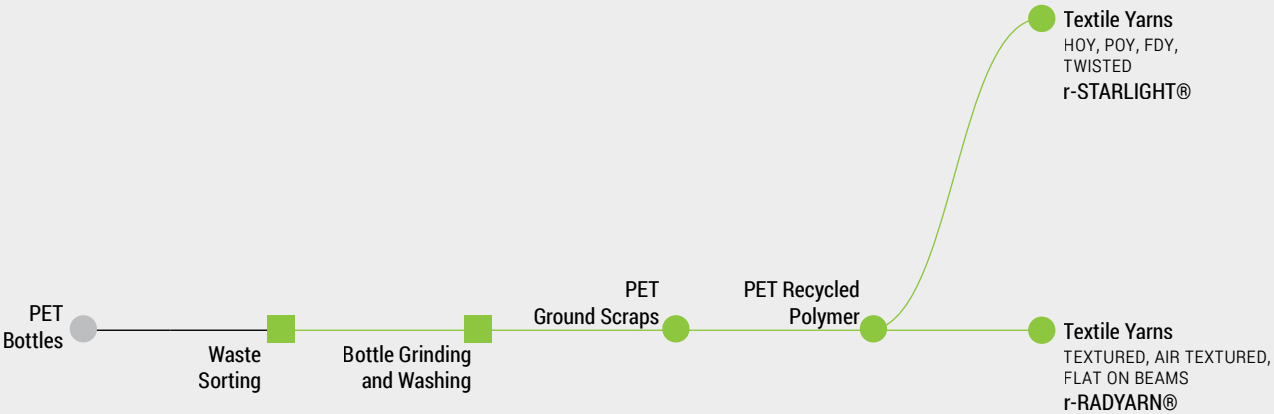 Textile Yarns
HOY, POY, FDY,
TWISTED
r-STARLIGHT®
PET
Bottles
Waste
Sorting
Bottle Grinding
and Washing
PET
Ground Scraps
PET Recycled
Polymer
Textile Yarns
TEXTURED, AIR TEXTURED,
FLAT ON BEAMS
r-RADYARN®